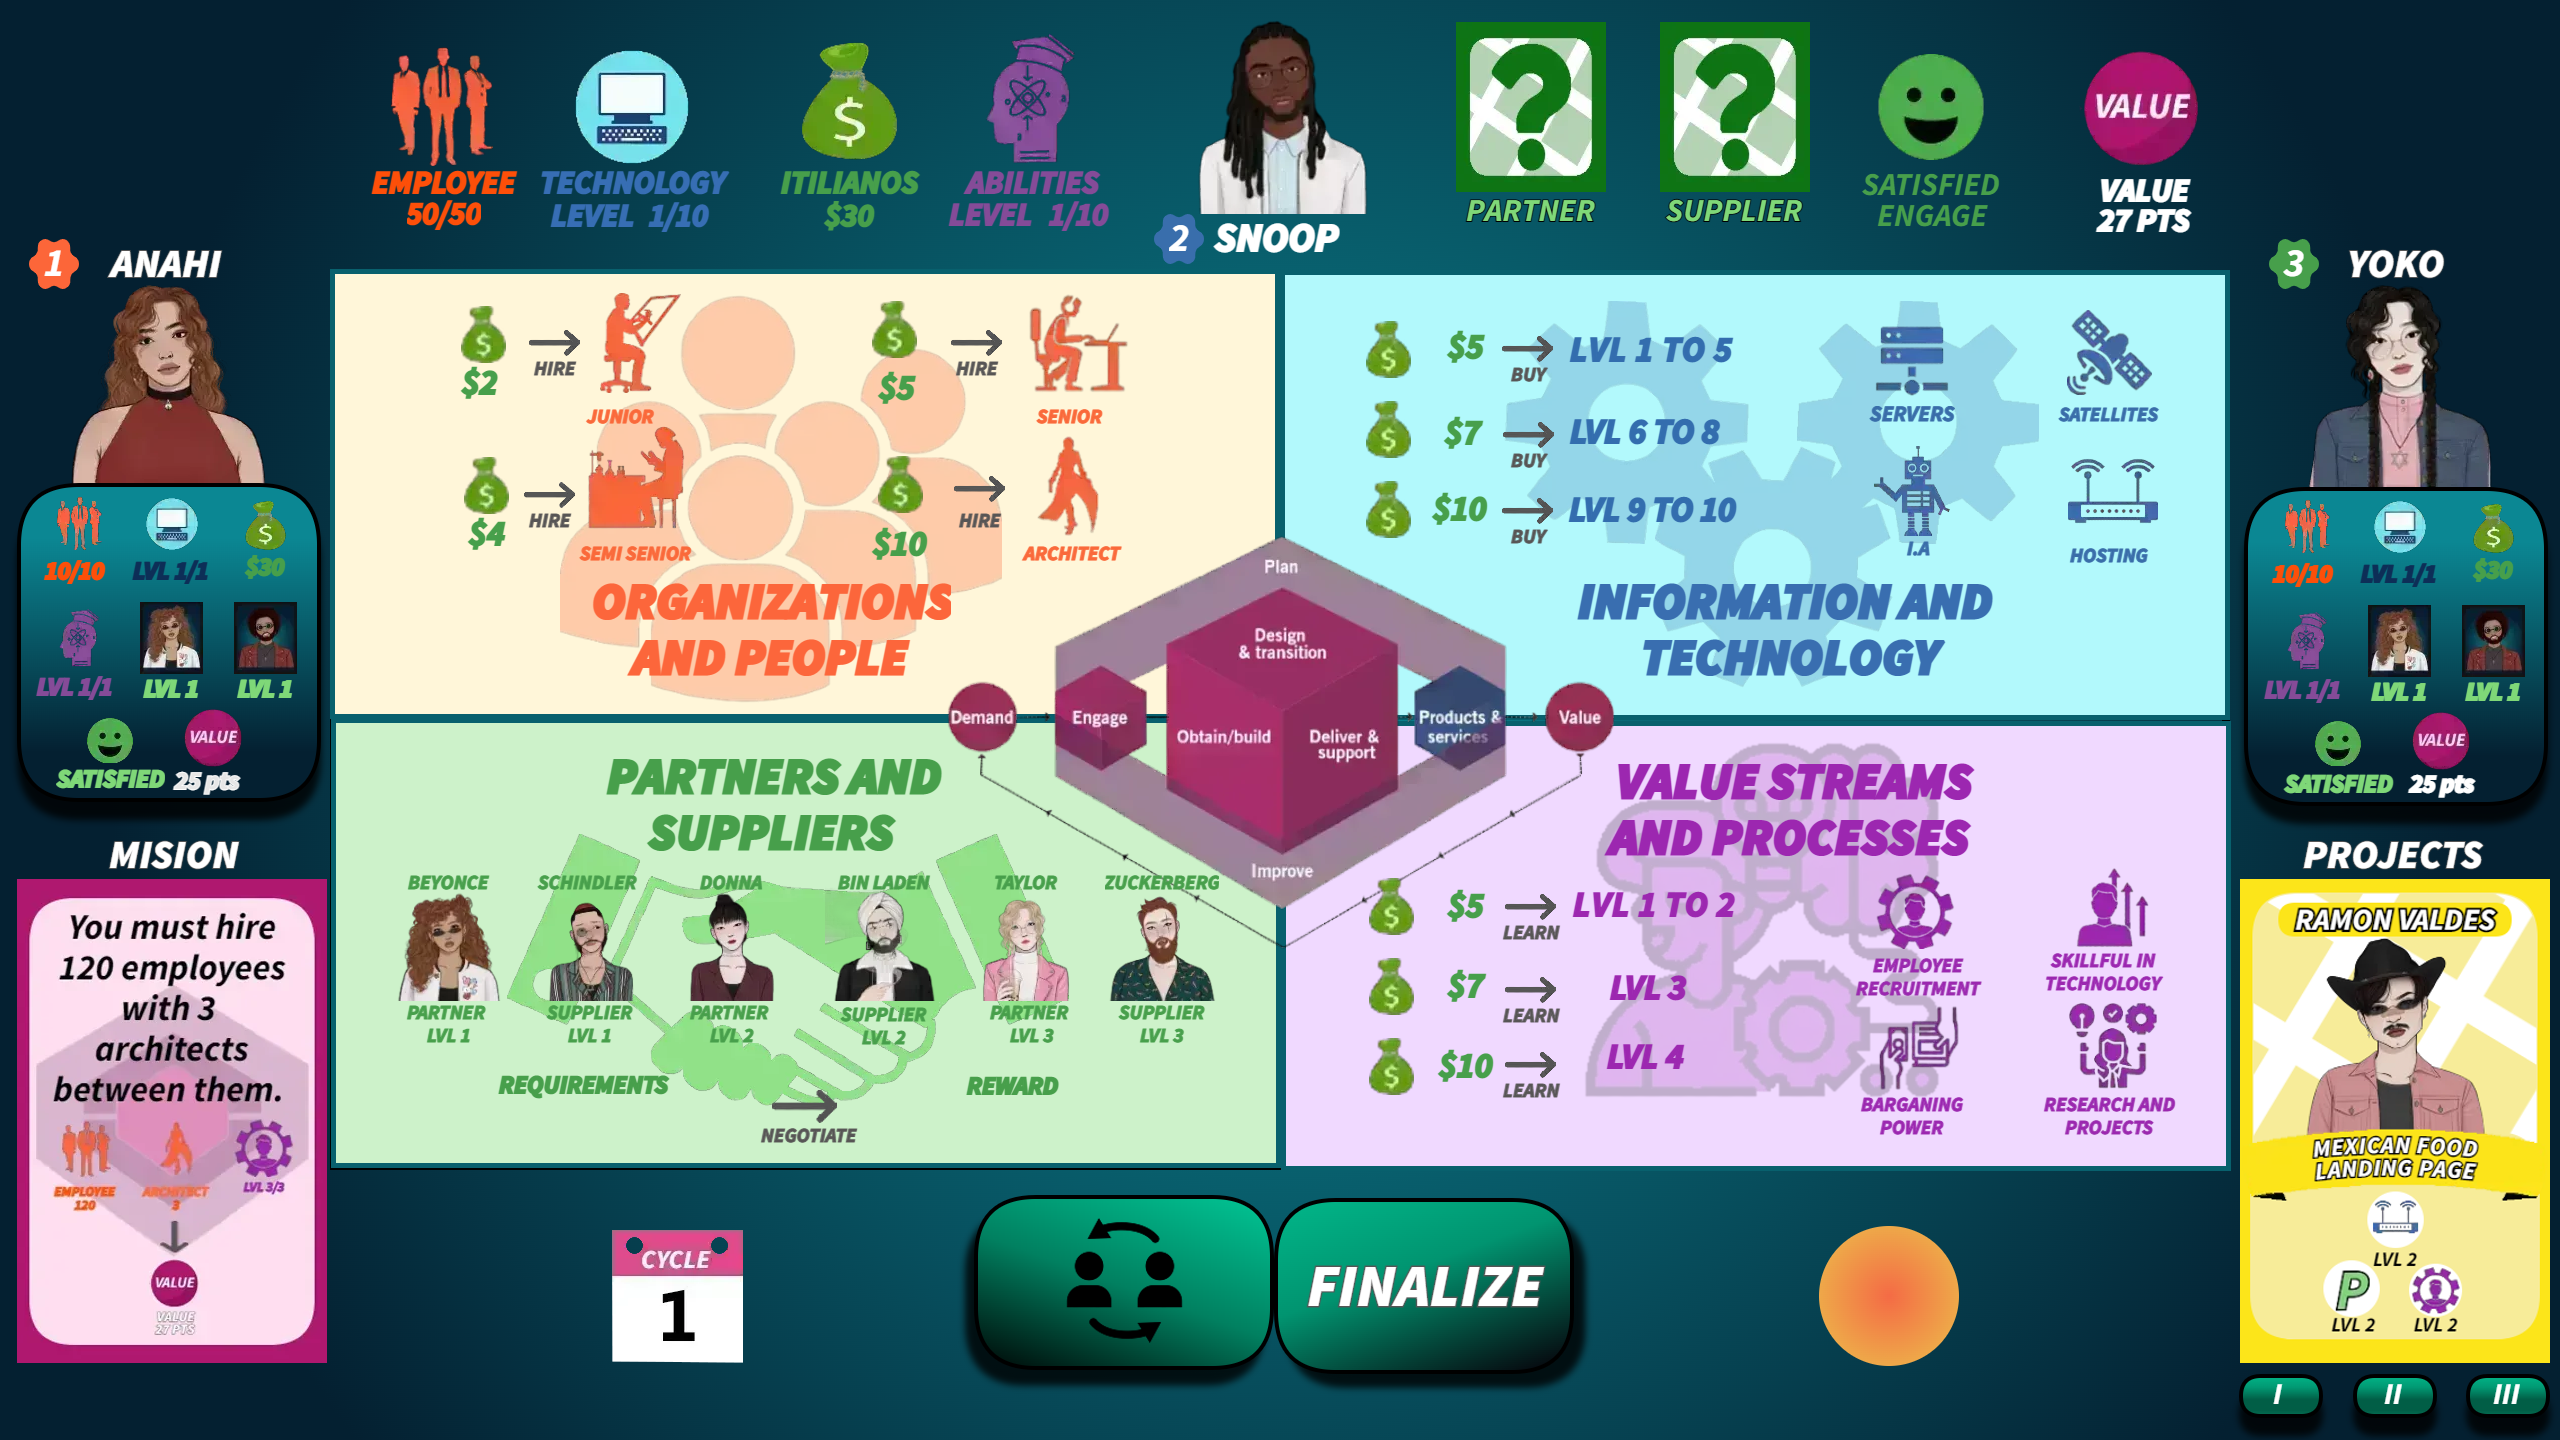 EMPLOYEE
50/50
TECHNOLOGY
LEVEL 1/10
$
ITILIANOS
$30
ABILITIES
LEVEL 1/10
2 SNOOP
?
PARTNER
?
SUPPLIER
SATISFIED
ENGAGE
VALUE
VALUE
27 PTS
1 ANAHI
10/10
LVL 1/1
$
$30
LVL 1/1
LVL 1
LVL 1
SATISFIED
VALUE
25 pts
3 YOKO
10/10
LVL 1/1
$
$30
LVL 1/1
LVL 1
LVL 1
SATISFIED
VALUE
25 pts
$
$2
HIRE
JUNIOR
$
$5
HIRE
SENIOR
$
$4
HIRE
SEMI SENIOR
$
$10
HIRE
ARCHITECT
ORGANIZATIONS
AND PEOPLE
$ $5 BUY LVL 1 TO 5
$ $7 BUY LVL 6 TO 8
$ $10 BUY LVL 9 TO 10
SERVERS
SATELLITES
I.A
HOSTING
INFORMATION AND
TECHNOLOGY
Plan
Design
& transition
Demand
Engage
Obtain/build
Deliver &
support
Products &
services
Value
Improve
PARTNERS AND
SUPPLIERS
BEYONCE
PARTNER
LVL 1
SCHINDLER
SUPPLIER
LVL 1
DONNA
PARTNER
LVL 2
BIN LADEN
SUPPLIER
LVL 2
TAYLOR
PARTNER
LVL 3
ZUCKERBERG
SUPPLIER
LVL 3
REQUIREMENTS
NEGOTIATE
REWARD
VALUE STREAMS
AND PROCESSES
$ $5 LEARN LVL 1 TO 2
$ $7 LEARN LVL 3
$ $10 LEARN LVL 4
EMPLOYEE
RECRUITMENT
SKILLFUL IN
TECHNOLOGY
BARGANING
POWER
RESEARCH AND
PROJECTS
MISION
You must hire
120 employees
with 3
architects
between them.
EMPLOYEE
120
ARCHITECT
3
LVL 3/3
VALUE
VALUE
27 PTS
CYCLE
1
FINALIZE
PROJECTS
RAMON VALDES
MEXICAN FOOD
LANDING PAGE
LVL 2
P
LVL 2
LVL 2
I
II
III